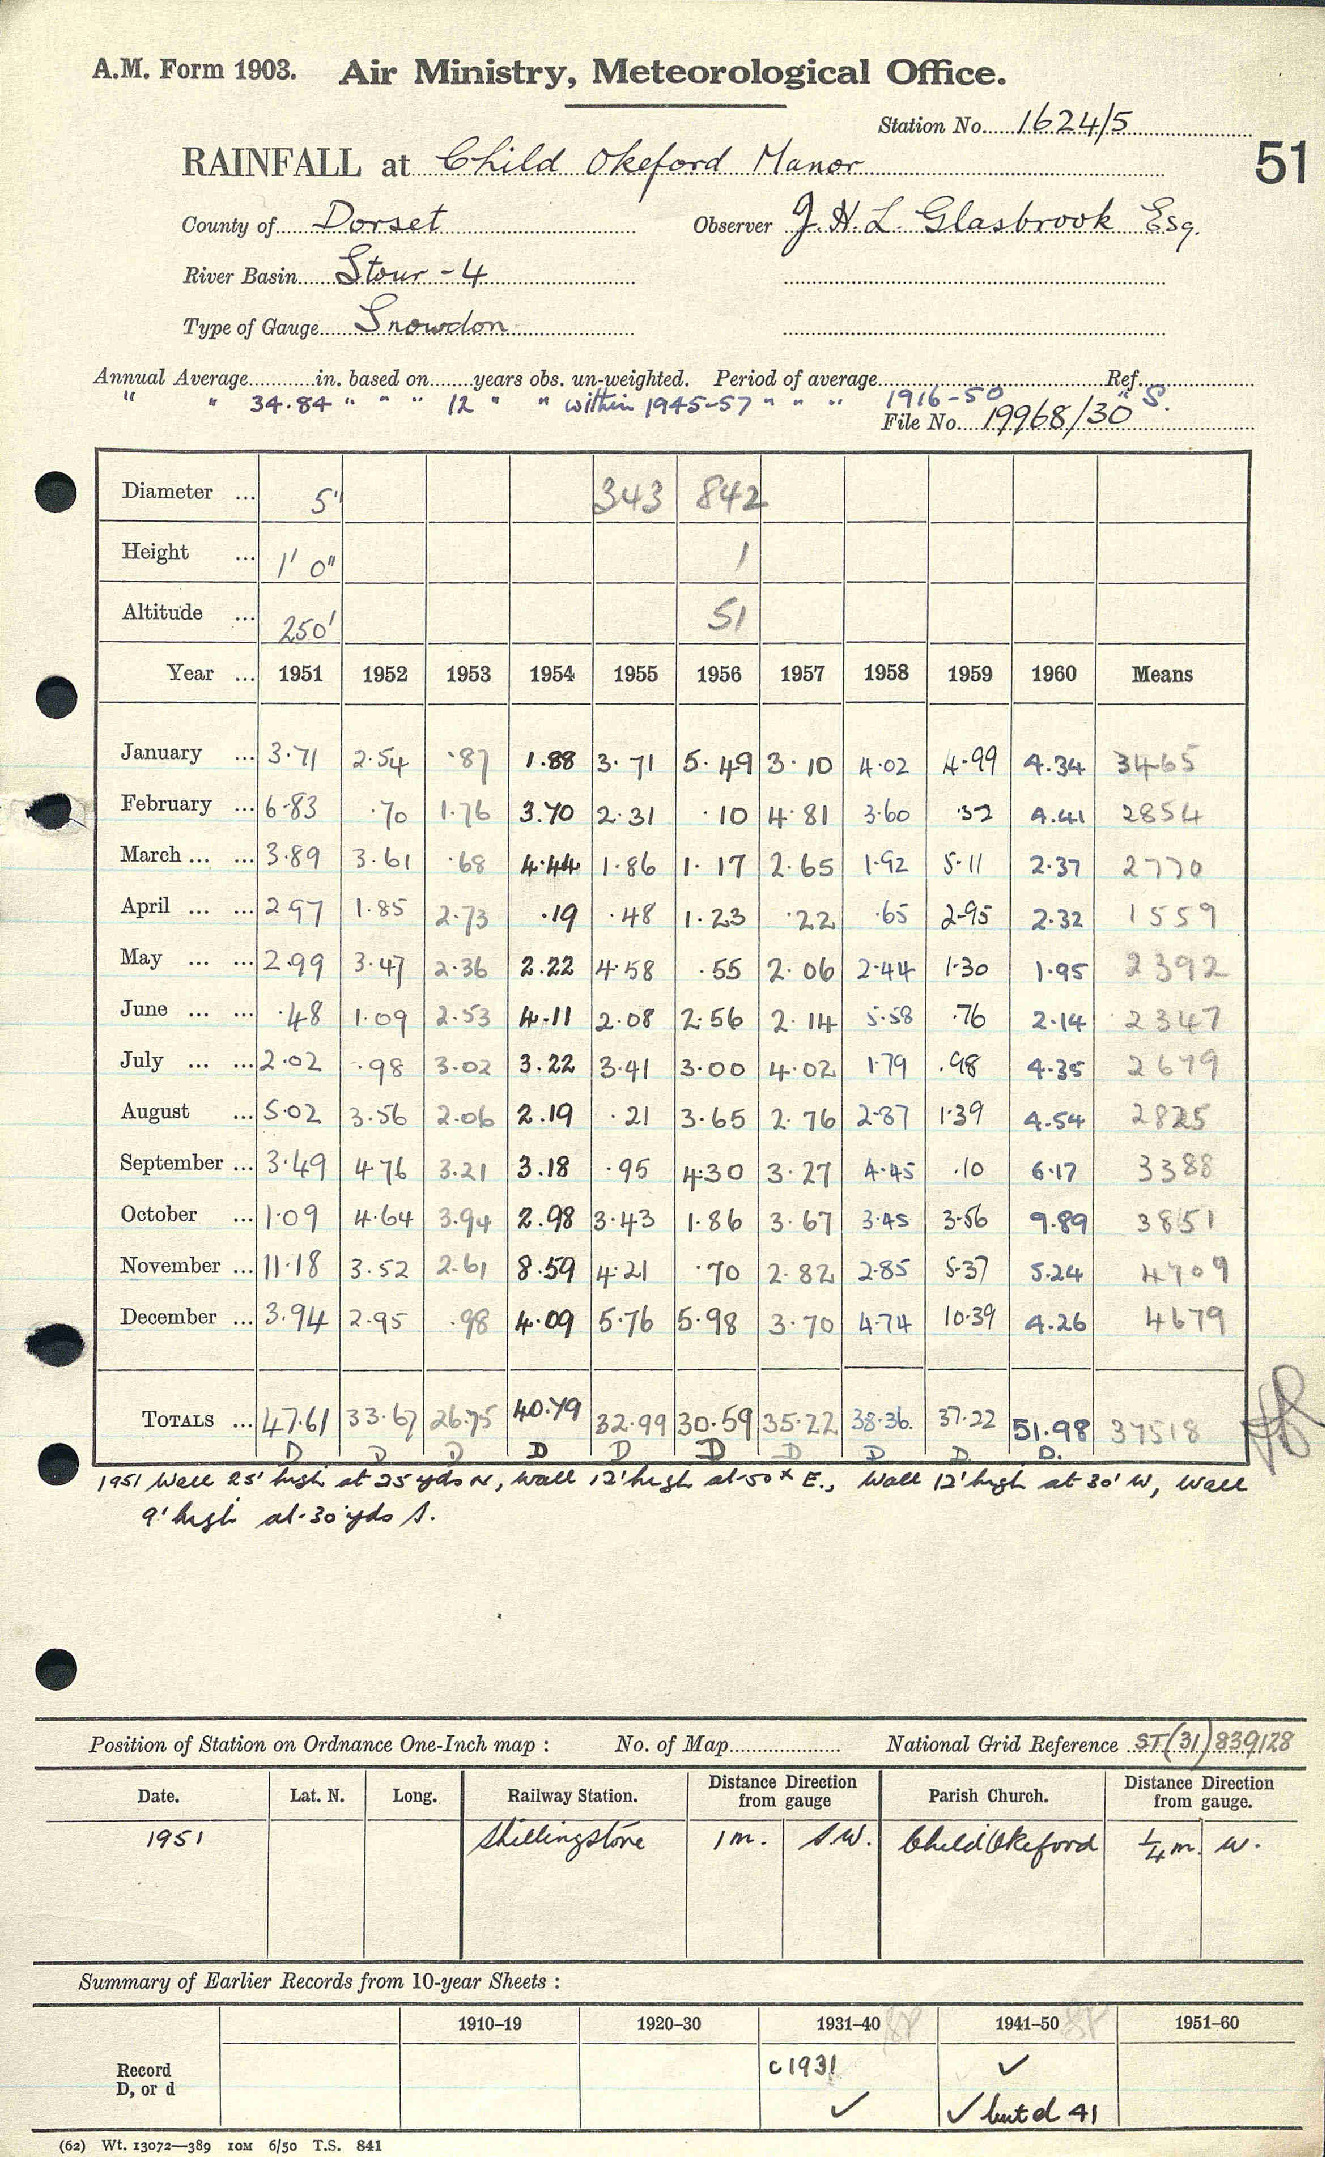 A.M. Form 1903. Air Ministry, Meteorological Office.
Station No. 1624/5
RAINFALL at Child Okeford Manor
51
County of Dorset Observer J. H. L. Glasbrook Esq.
River Basin Stour - 4
Type of Gauge Snowdon
Annual Average in. based on years obs. un-weighted. Period of average Ref.
" " 34.84 " " " 12 " " within 1945-57 " " " 1916-50 " S.
File No. 19968/30
Diameter ... 5" 343 842
Height ... 1' 0" 1
Altitude ... 250' 51
Year ... 1951 1952 1953 1954 1955 1956 1957 1958 1959 1960 Means
January ... 3.71 2.54 .87 1.88 3.71 5.49 3.10 4.02 4.99 4.34 3465
February ... 6.83 .70 1.76 3.70 2.31 .10 4.81 3.60 .32 4.41 2854
March ... ... 3.89 3.61 .68 4.44 1.86 1.17 2.65 1.92 5.11 2.37 2770
April ... ... 2.97 1.85 2.73 .19 .48 1.23 .22 .65 2.95 2.32 1559
May ... ... 2.99 3.47 2.36 2.22 4.58 .55 2.06 2.44 1.30 1.95 2392
June ... ... .48 1.09 2.53 4.11 2.08 2.56 2.14 5.58 .76 2.14 2347
July ... ... 2.02 .98 3.02 3.22 3.41 3.00 4.02 1.79 .98 4.35 2679
August ... 5.02 3.56 2.06 2.19 .21 3.65 2.76 2.87 1.39 4.54 2825
September ... 3.49 4.76 3.21 3.18 .95 4.30 3.27 4.45 .10 6.17 3388
October ... 1.09 4.64 3.94 2.98 3.43 1.86 3.67 3.45 3.56 9.89 3851
November ... 11.18 3.52 2.61 8.59 4.21 .70 2.82 2.85 5.37 5.24 4709
December ... 3.94 2.95 .98 4.09 5.76 5.98 3.70 4.74 10.39 4.26 4679
TOTALS ... 47.61 33.67 26.75 40.79 32.99 30.59 35.22 38.36. 37.22 51.98 37518
D D D D D D D D D. D.
1951 Wall 25' high at 25 yds N, wall 12' high at 50 x E., Wall 12' high at 30' W, Wall
9' high at 30 yds S.
Position of Station on Ordnance One-Inch map : No. of Map National Grid Reference ST(31)839128
Date. Lat. N. Long. Railway Station. Distance Direction from gauge Parish Church. Distance Direction from gauge.
1951 Shillingstone 1 m. S W. Child Okeford 1/4 m. W.
Summary of Earlier Records from 10-year Sheets :
1910-19 1920-30 1931-40 1941-50 1951-60
Record c 1931 ✓
D, or d ✓ ✓ but d 41
(62) Wt. 13072—389 10M 6/50 T.S. 841